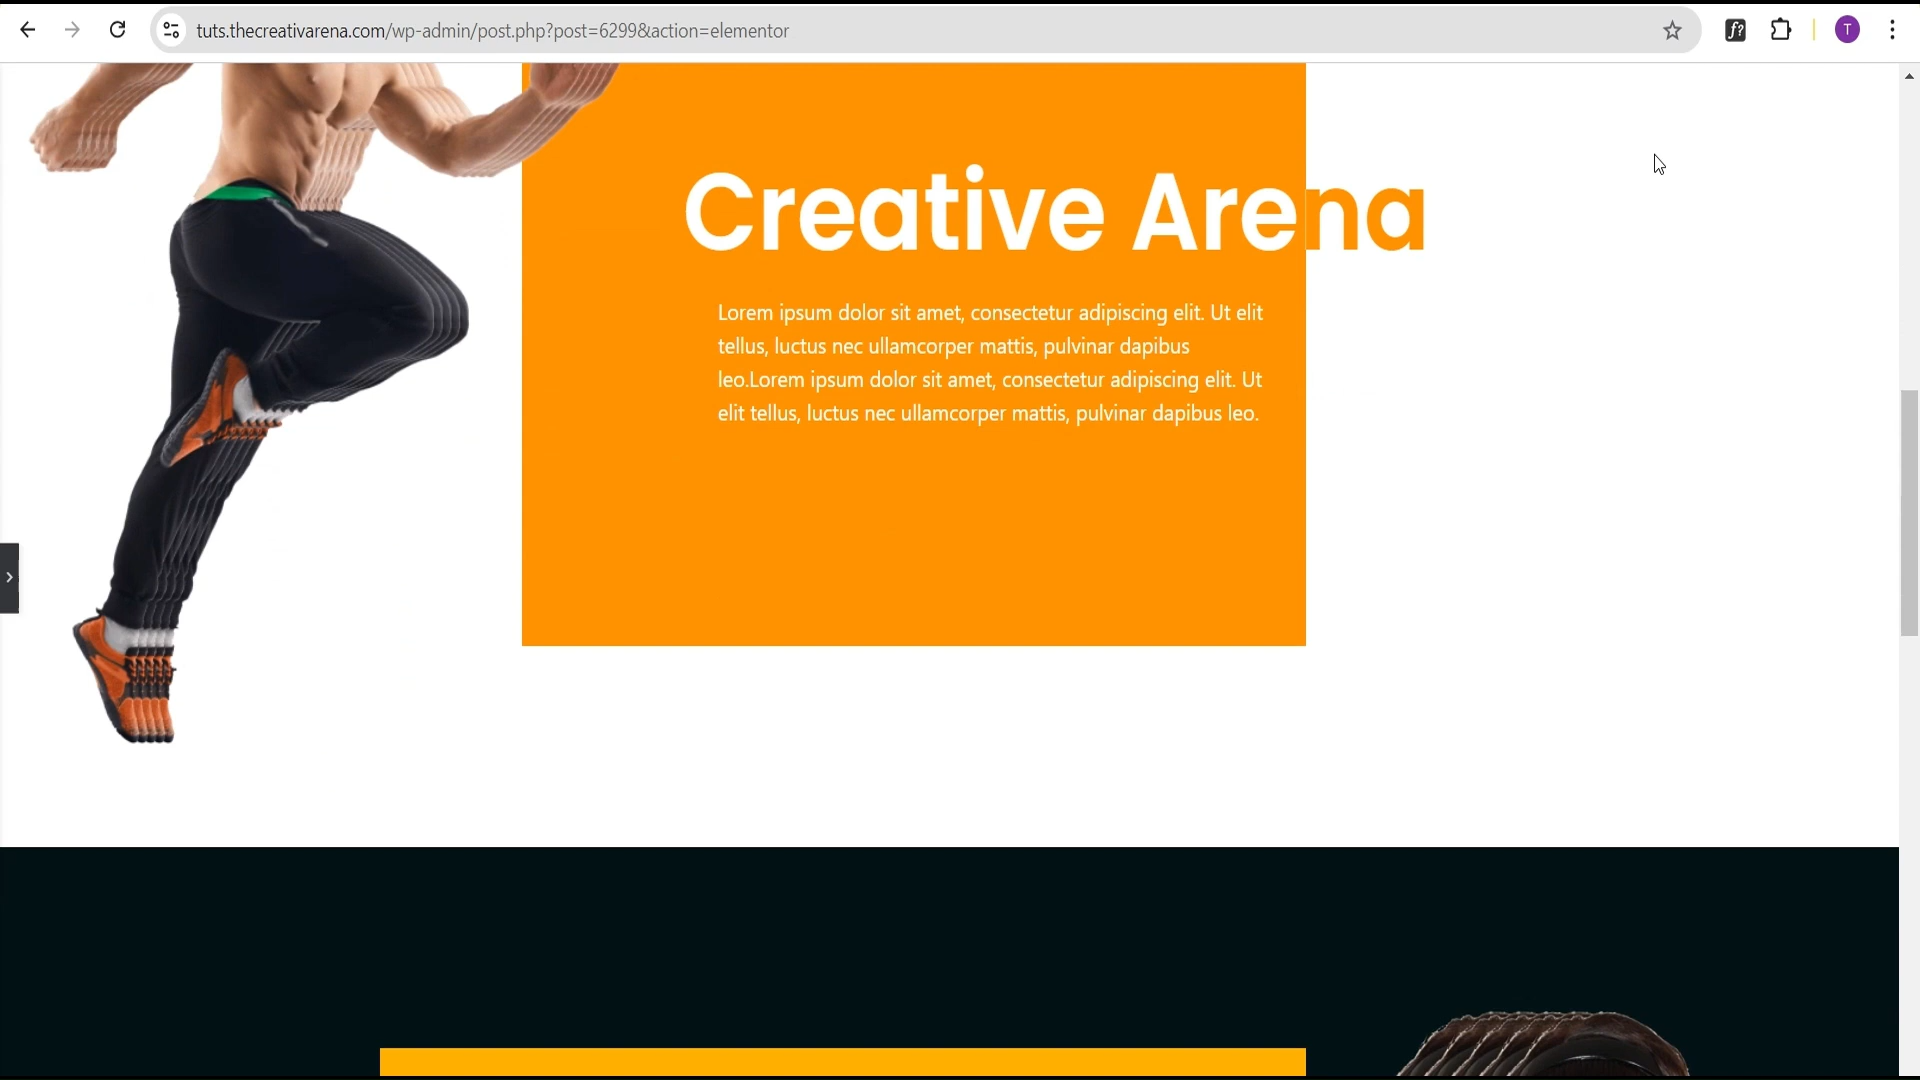 tuts.thecreativarena.com/wp-admin/post.php?post=6299&action=elementor
f?
T
Creative Arena
Lorem ipsum dolor sit amet, consectetur adipiscing elit. Ut elit
tellus, luctus nec ullamcorper mattis, pulvinar dapibus
leo.Lorem ipsum dolor sit amet, consectetur adipiscing elit. Ut
elit tellus, luctus nec ullamcorper mattis, pulvinar dapibus leo.